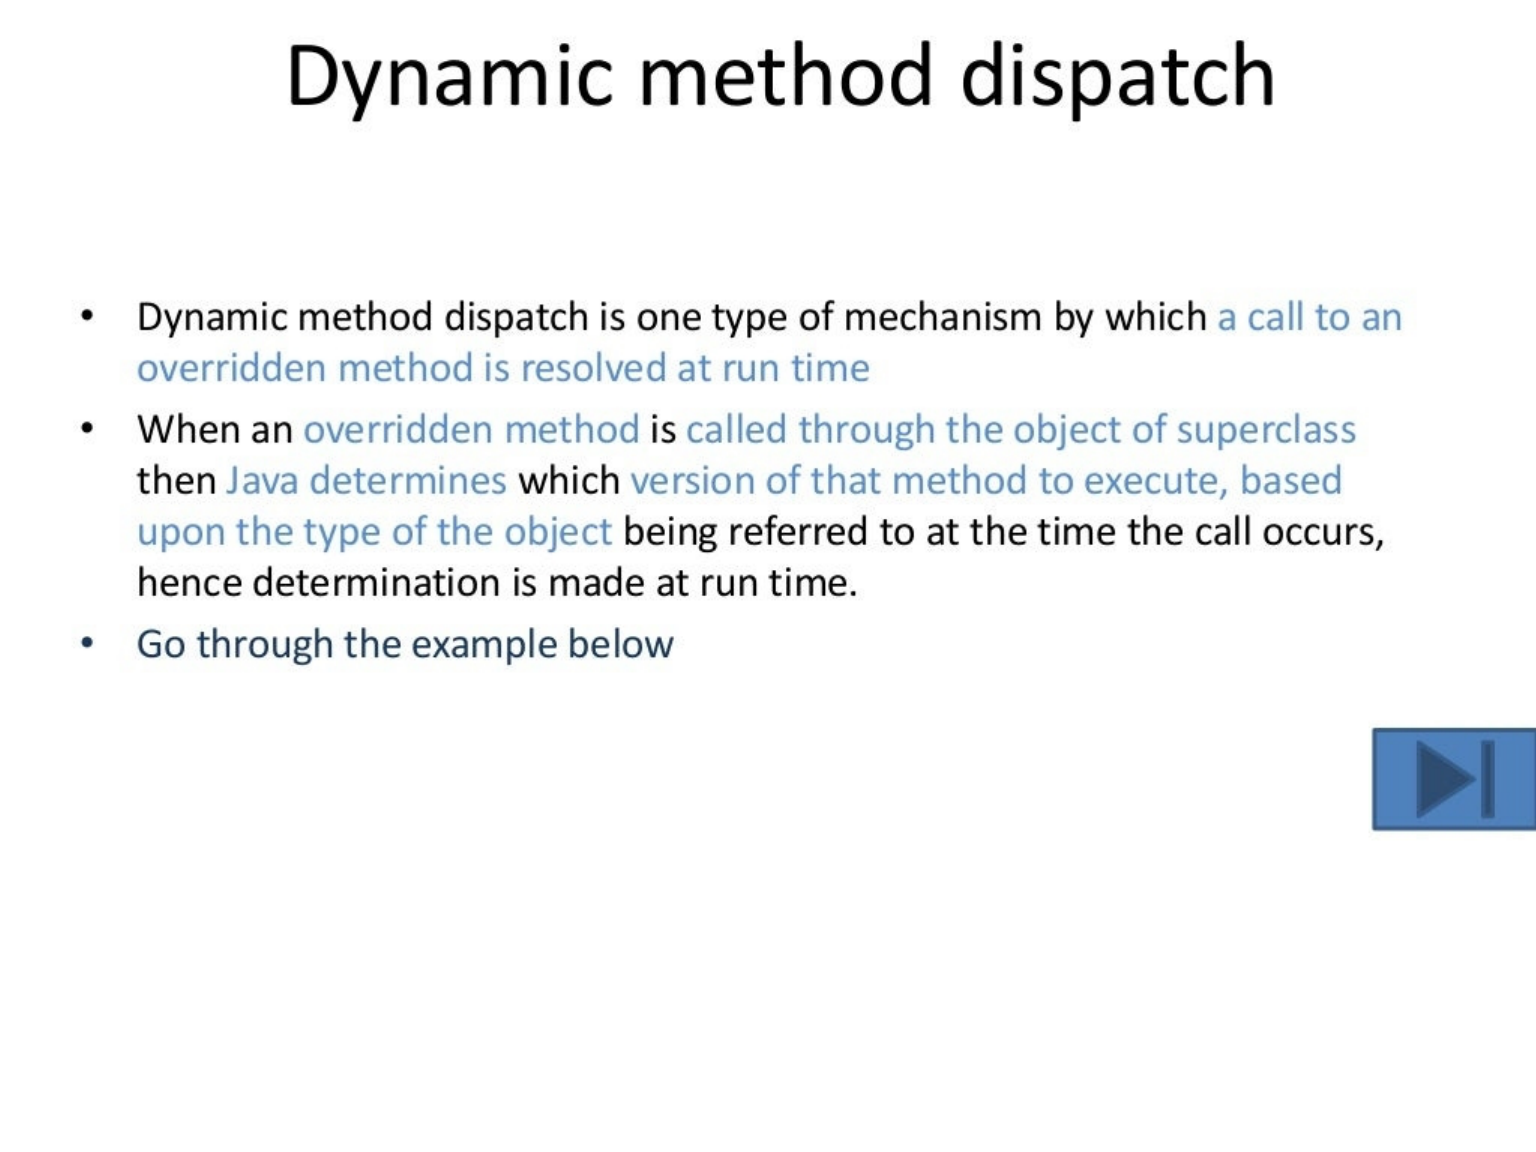 Dynamic method dispatch
• Dynamic method dispatch is one type of mechanism by which a call to an
overridden method is resolved at run time
• When an overridden method is called through the object of superclass
then Java determines which version of that method to execute, based
upon the type of the object being referred to at the time the call occurs,
hence determination is made at run time.
• Go through the example below